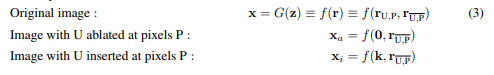 Original image : x = G(z) ≡ f(r) ≡ f(r_{U,P}, r_{\overline{U,P}}) (3)
Image with U ablated at pixels P : x_a = f(0, r_{\overline{U,P}})
Image with U inserted at pixels P : x_i = f(k, r_{\overline{U,P}})